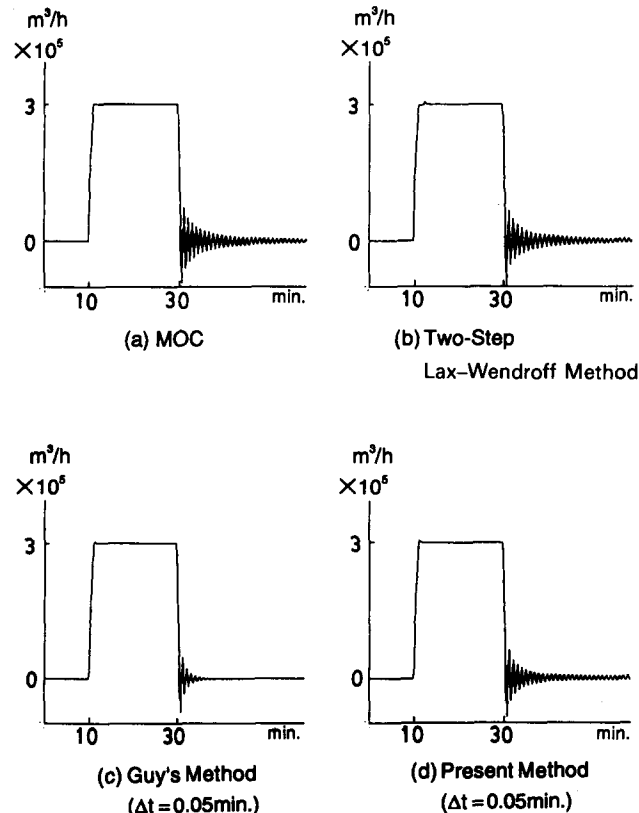 m³/h
×10⁵
3
0
10
30
min.
(a) MOC
m³/h
×10⁵
3
0
10
30
min.
(b) Two-Step
Lax–Wendroff Method
m³/h
×10⁵
3
0
10
30
min.
(c) Guy's Method
(Δt = 0.05min.)
m³/h
×10⁵
3
0
10
30
min.
(d) Present Method
(Δt = 0.05min.)